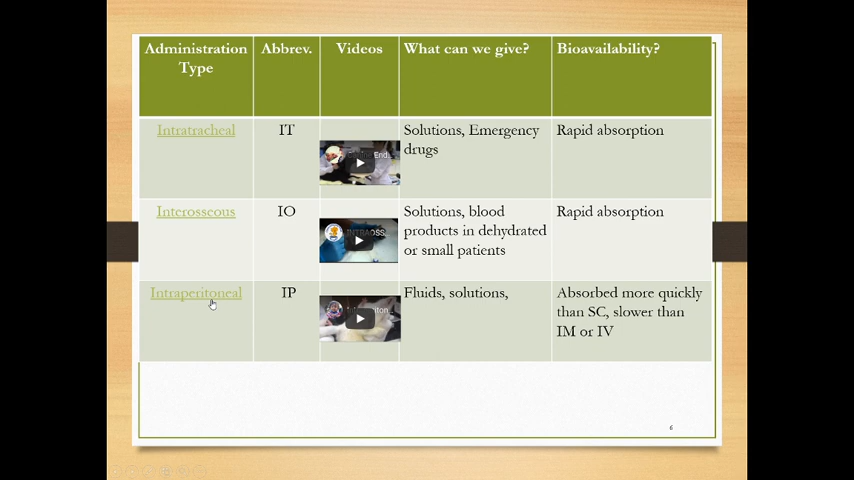 Administration Type
Abbrev.
Videos
What can we give?
Bioavailability?
Intratracheal
IT
Solutions, Emergency
drugs
Rapid absorption
Interosseous
IO
Solutions, blood
products in dehydrated
or small patients
Rapid absorption
Intraperitoneal
IP
Fluids, solutions,
Absorbed more quickly
than SC, slower than
IM or IV
6